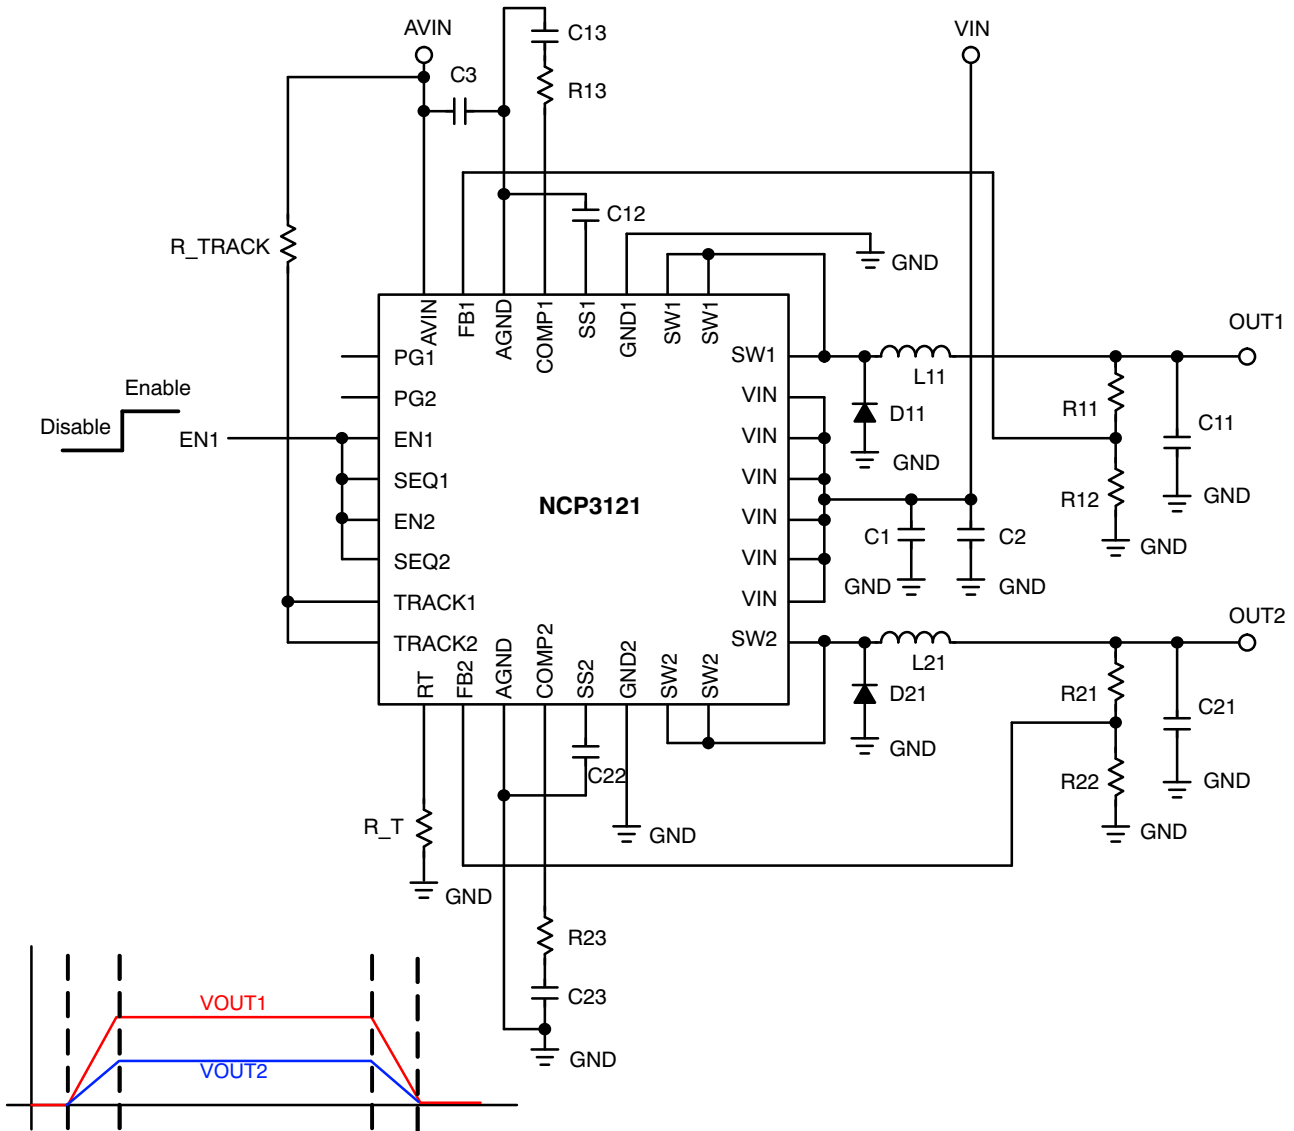 AVIN
C3
C13
R13
VIN
C12
R_TRACK
GND
AVIN
FB1
AGND
COMP1
SS1
GND1
SW1
SW1
OUT1
PG1
SW1
L11
Enable
PG2
VIN
R11
D11
C11
Disable
EN1
EN1
VIN
GND
SEQ1
VIN
R12
GND
NCP3121
EN2
VIN
C1
C2
GND
SEQ2
VIN
GND
GND
TRACK1
VIN
OUT2
TRACK2
SW2
L21
RT
FB2
AGND
COMP2
SS2
GND2
SW2
SW2
D21
R21
C21
GND
C22
R22
GND
R_T
GND
GND
GND
R23
C23
VOUT1
GND
VOUT2